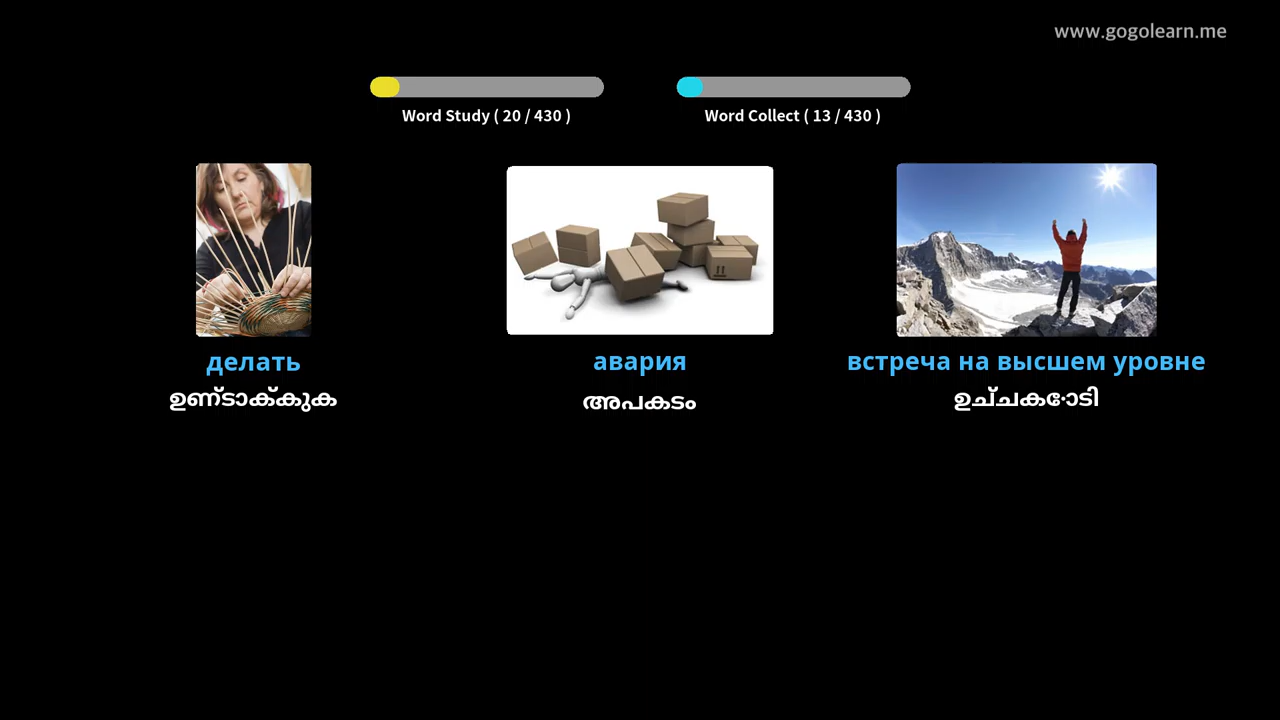 www.gogolearn.me
Word Study ( 20 / 430 )
Word Collect ( 13 / 430 )
делать
авария
встреча на высшем уровне
ഉണ്ടാക്കുക
അപകടം
ഉച്ചകോടി